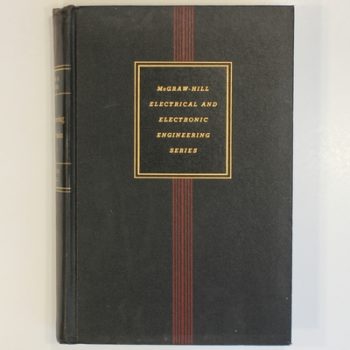 McGRAW-HILL
ELECTRICAL AND
ELECTRONIC
ENGINEERING
SERIES